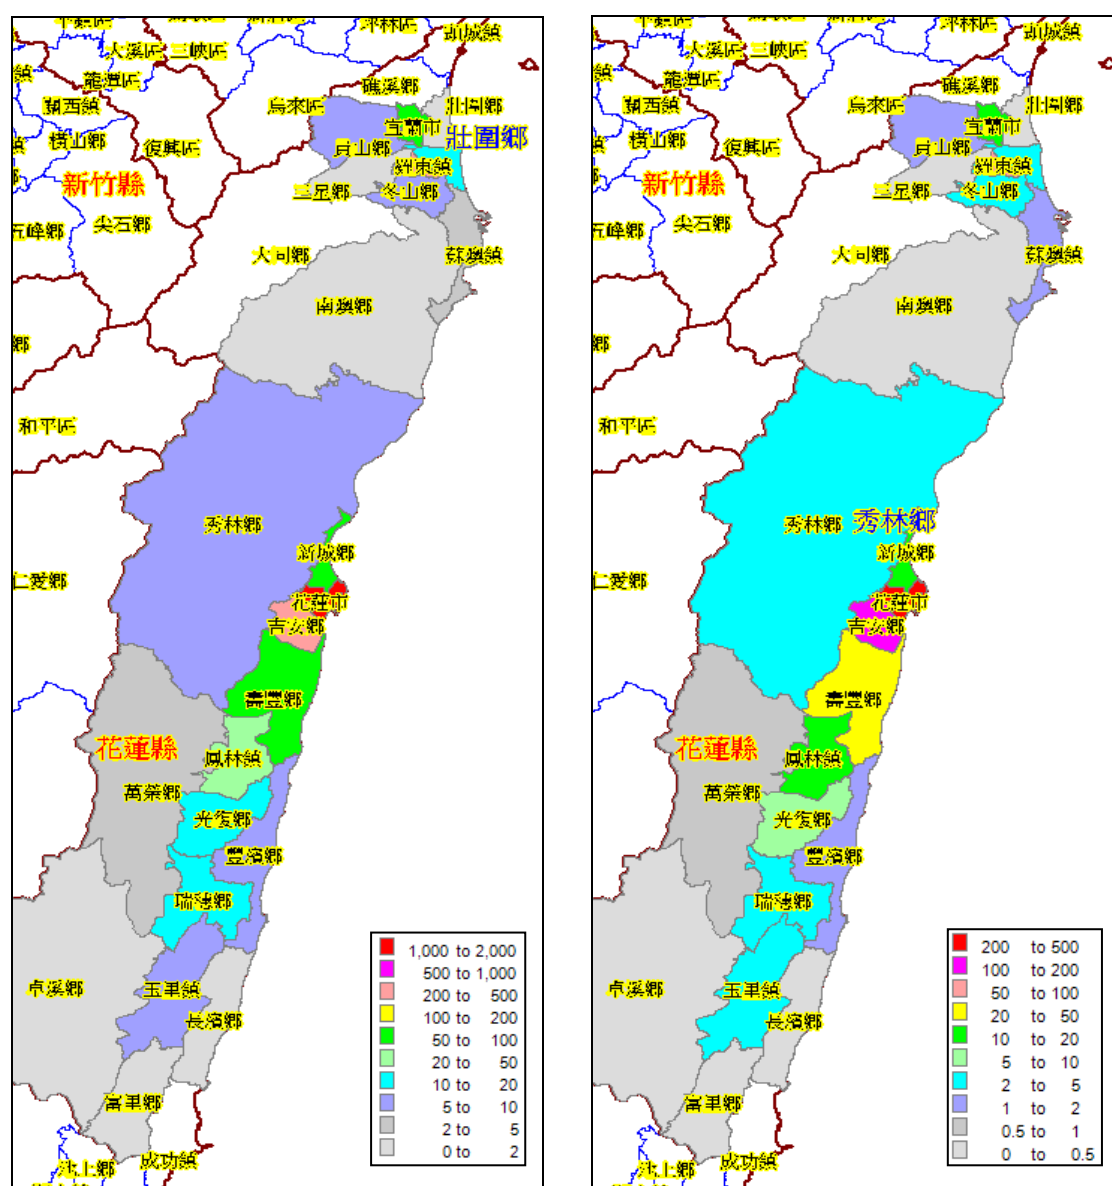 坪林區
頭城鎮
大溪區
三峽區
龍潭區
礁溪鄉
關西鎮
烏來區
壯圍鄉
宜蘭市
壯圍鄉
橫山鄉
復興區
員山鄉
羅東鎮
新竹縣
三星鄉
冬山鄉
尖石鄉
五峰鄉
大同鄉
蘇澳鎮
南澳鄉
鄉
和平區
秀林鄉
新城鄉
仁愛鄉
花蓮市
吉安鄉
壽豐鄉
花蓮縣
鳳林鎮
萬榮鄉
光復鄉
豐濱鄉
瑞穗鄉
卓溪鄉
玉里鎮
長濱鄉
富里鄉
池上鄉
成功鎮
1,000 to 2,000
500 to 1,000
200 to 500
100 to 200
50 to 100
20 to 50
10 to 20
5 to 10
2 to 5
0 to 2
坪林區
頭城鎮
大溪區
三峽區
龍潭區
礁溪鄉
關西鎮
烏來區
壯圍鄉
宜蘭市
橫山鄉
復興區
員山鄉
羅東鎮
新竹縣
三星鄉
冬山鄉
尖石鄉
五峰鄉
大同鄉
蘇澳鎮
南澳鄉
鄉
和平區
秀林鄉
秀林鄉
新城鄉
仁愛鄉
花蓮市
吉安鄉
壽豐鄉
花蓮縣
鳳林鎮
萬榮鄉
光復鄉
豐濱鄉
瑞穗鄉
卓溪鄉
玉里鎮
長濱鄉
富里鄉
池上鄉
成功鎮
200 to 500
100 to 200
50 to 100
20 to 50
10 to 20
5 to 10
2 to 5
1 to 2
0.5 to 1
0 to 0.5